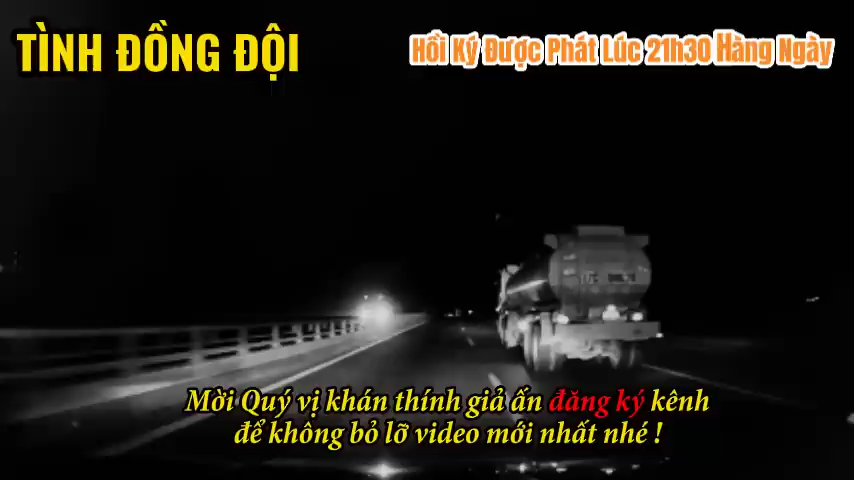 TÌNH ĐỒNG ĐỘI
Hồi Ký Được Phát Lúc 21h30 Hàng Ngày
Mời Quý vị khán thính giả ấn đăng ký kênh
để không bỏ lỡ video mới nhất nhé !